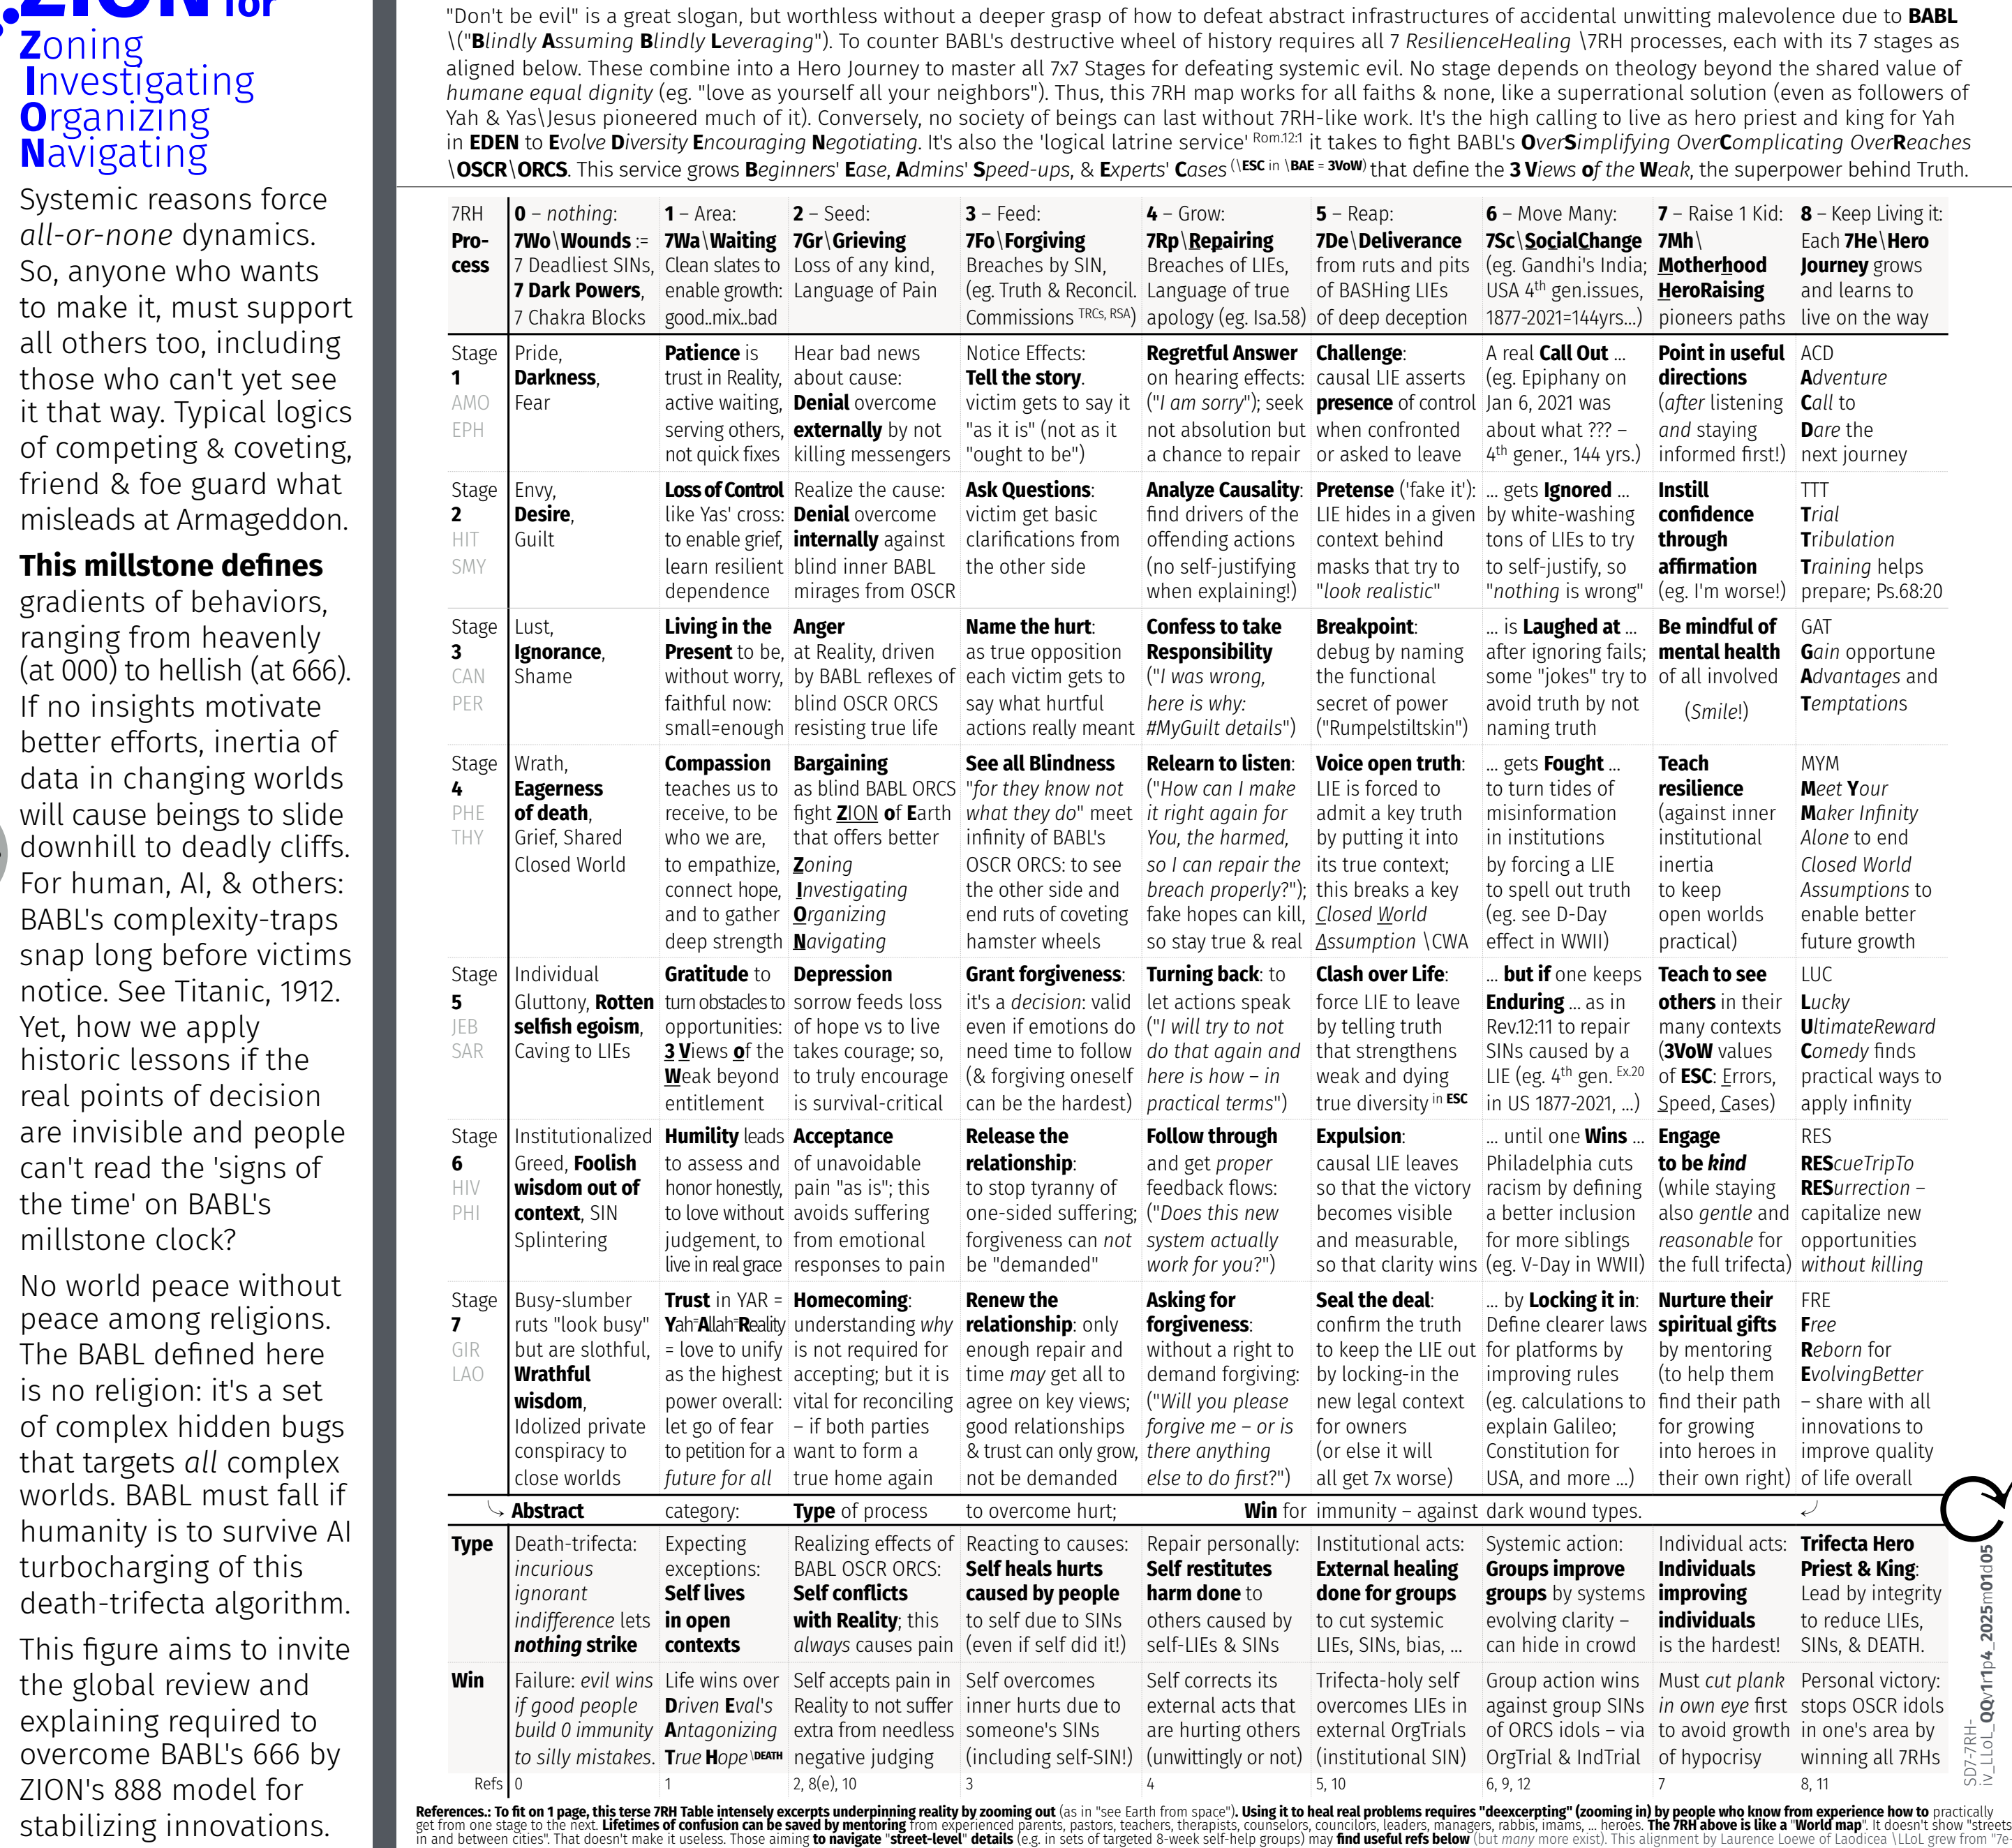 ZION for
Zoning
Investigating
Organizing
Navigating
Systemic reasons force
all-or-none dynamics.
So, anyone who wants
to make it, must support
all others too, including
those who can't yet see
it that way. Typical logics
of competing & coveting,
friend & foe guard what
misleads at Armageddon.
This millstone defines
gradients of behaviors,
ranging from heavenly
(at 000) to hellish (at 666).
If no insights motivate
better efforts, inertia of
data in changing worlds
will cause beings to slide
downhill to deadly cliffs.
For human, AI, & others:
BABL's complexity-traps
snap long before victims
notice. See Titanic, 1912.
Yet, how we apply
historic lessons if the
real points of decision
are invisible and people
can't read the 'signs of
the time' on BABL's
millstone clock?
No world peace without
peace among religions.
The BABL defined here
is no religion: it's a set
of complex hidden bugs
that targets all complex
worlds. BABL must fall if
humanity is to survive AI
turbocharging of this
death-trifecta algorithm.
This figure aims to invite
the global review and
explaining required to
overcome BABL's 666 by
ZION's 888 model for
stabilizing innovations.
"Don't be evil" is a great slogan, but worthless without a deeper grasp of how to defeat abstract infrastructures of accidental unwitting malevolence due to BABL
\("Blindly Assuming Blindly Leveraging"). To counter BABL's destructive wheel of history requires all 7 ResilienceHealing \7RH processes, each with its 7 stages as
aligned below. These combine into a Hero Journey to master all 7x7 Stages for defeating systemic evil. No stage depends on theology beyond the shared value of
humane equal dignity (eg. "love as yourself all your neighbors"). Thus, this 7RH map works for all faiths & none, like a superrational solution (even as followers of
Yah & Yas\Jesus pioneered much of it). Conversely, no society of beings can last without 7RH-like work. It's the high calling to live as hero priest and king for Yah
in EDEN to Evolve Diversity Encouraging Negotiating. It's also the 'logical latrine service' Rom.12:1 it takes to fight BABL's OverSimplifying OverComplicating OverReaches
\OSCR\ORCS. This service grows Beginners' Ease, Admins' Speed-ups, & Experts' Cases (\ESC in \BAE = 3VoW) that define the 3 Views of the Weak, the superpower behind Truth.
7RH
Pro-
cess
0 – nothing:
7Wo\Wounds :=
7 Deadliest SINs,
7 Dark Powers,
7 Chakra Blocks
1 – Area:
7Wa\Waiting
Clean slates to
enable growth:
good..mix..bad
2 – Seed:
7Gr\Grieving
Loss of any kind,
Language of Pain
3 – Feed:
7Fo\Forgiving
Breaches by SIN,
(eg. Truth & Reconcil.
Commissions TRCs, RSA)
4 – Grow:
7Rp\Repairing
Breaches of LIEs,
Language of true
apology (eg. Isa.58)
5 – Reap:
7De\Deliverance
from ruts and pits
of BASHing LIEs
of deep deception
6 – Move Many:
7Sc\SocialChange
(eg. Gandhi's India;
USA 4th gen.issues,
1877-2021=144yrs...)
7 – Raise 1 Kid:
7Mh\
Motherhood
HeroRaising
pioneers paths
8 – Keep Living it:
Each 7He\Hero
Journey grows
and learns to
live on the way
Stage
1
AMO
EPH
Pride,
Darkness,
Fear
Patience is
trust in Reality,
active waiting,
serving others,
not quick fixes
Hear bad news
about cause:
Denial overcome
externally by not
killing messengers
Notice Effects:
Tell the story.
victim gets to say it
"as it is" (not as it
"ought to be")
Regretful Answer
on hearing effects:
("I am sorry"); seek
not absolution but
a chance to repair
Challenge:
causal LIE asserts
presence of control
when confronted
or asked to leave
A real Call Out ...
(eg. Epiphany on
Jan 6, 2021 was
about what ??? –
4th gener., 144 yrs.)
Point in useful
directions
(after listening
and staying
informed first!)
ACD
Adventure
Call to
Dare the
next journey
Stage
2
HIT
SMY
Envy,
Desire,
Guilt
Loss of Control
like Yas' cross:
to enable grief,
learn resilient
dependence
Realize the cause:
Denial overcome
internally against
blind inner BABL
mirages from OSCR
Ask Questions:
victim get basic
clarifications from
the other side
Analyze Causality:
find drivers of the
offending actions
(no self-justifying
when explaining!)
Pretense ('fake it'):
LIE hides in a given
context behind
masks that try to
"look realistic"
... gets Ignored ...
by white-washing
tons of LIEs to try
to self-justify, so
"nothing is wrong"
Instill
confidence
through
affirmation
(eg. I'm worse!)
TTT
Trial
Tribulation
Training helps
prepare; Ps.68:20
Stage
3
CAN
PER
Lust,
Ignorance,
Shame
Living in the
Present to be,
without worry,
faithful now:
small=enough
Anger
at Reality, driven
by BABL reflexes of
blind OSCR ORCS
resisting true life
Name the hurt:
as true opposition
each victim gets to
say what hurtful
actions really meant
Confess to take
Responsibility
("I was wrong,
here is why:
#MyGuilt details")
Breakpoint:
debug by naming
the functional
secret of power
("Rumpelstiltskin")
... is Laughed at ...
after ignoring fails;
some "jokes" try to
avoid truth by not
naming truth
Be mindful of
mental health
of all involved
(Smile!)
GAT
Gain opportune
Advantages and
Temptations
Stage
4
PHE
THY
Wrath,
Eagerness
of death,
Grief, Shared
Closed World
Compassion
teaches us to
receive, to be
who we are,
to empathize,
connect hope,
and to gather
deep strength
Bargaining
as blind BABL ORCS
fight ZION of Earth
that offers better
Zoning
Investigating
Organizing
Navigating
See all Blindness
"for they know not
what they do" meet
infinity of BABL's
OSCR ORCS: to see
the other side and
end ruts of coveting
hamster wheels
Relearn to listen:
("How can I make
it right again for
You, the harmed,
so I can repair the
breach properly?");
fake hopes can kill,
so stay true & real
Voice open truth:
LIE is forced to
admit a key truth
by putting it into
its true context;
this breaks a key
Closed World
Assumption \CWA
... gets Fought ...
to turn tides of
misinformation
in institutions
by forcing a LIE
to spell out truth
(eg. see D-Day
effect in WWII)
Teach
resilience
(against inner
institutional
inertia
to keep
open worlds
practical)
MYM
Meet Your
Maker Infinity
Alone to end
Closed World
Assumptions to
enable better
future growth
Stage
5
JEB
SAR
Individual
Gluttony, Rotten
selfish egoism,
Caving to LIEs
Gratitude to
turn obstacles to
opportunities:
3 Views of the
Weak beyond
entitlement
Depression
sorrow feeds loss
of hope vs to live
takes courage; so,
to truly encourage
is survival-critical
Grant forgiveness:
it's a decision: valid
even if emotions do
need time to follow
(& forgiving oneself
can be the hardest)
Turning back: to
let actions speak
("I will try to not
do that again and
here is how – in
practical terms")
Clash over Life:
force LIE to leave
by telling truth
that strengthens
weak and dying
true diversity in ESC
... but if one keeps
Enduring ... as in
Rev.12:11 to repair
SINs caused by a
LIE (eg. 4th gen. Ex.20
in US 1877-2021, ...)
Teach to see
others in their
many contexts
(3VoW values
of ESC: Errors,
Speed, Cases)
LUC
Lucky
UltimateReward
Comedy finds
practical ways to
apply infinity
Stage
6
HIV
PHI
Institutionalized
Greed, Foolish
wisdom out of
context, SIN
Splintering
Humility leads
to assess and
honor honestly,
to love without
judgement, to
live in real grace
Acceptance
of unavoidable
pain "as is"; this
avoids suffering
from emotional
responses to pain
Release the
relationship:
to stop tyranny of
one-sided suffering;
forgiveness can not
be "demanded"
Follow through
and get proper
feedback flows:
("Does this new
system actually
work for you?")
Expulsion:
causal LIE leaves
so that the victory
becomes visible
and measurable,
so that clarity wins
... until one Wins ...
Philadelphia cuts
racism by defining
a better inclusion
for more siblings
(eg. V-Day in WWII)
Engage
to be kind
(while staying
also gentle and
reasonable for
the full trifecta)
RES
REScueTripTo
RESurrection –
capitalize new
opportunities
without killing
Stage
7
GIR
LAO
Busy-slumber
ruts "look busy"
but are slothful,
Wrathful
wisdom,
Idolized private
conspiracy to
close worlds
Trust in YAR =
Yah=Allah=Reality
= love to unify
as the highest
power overall:
let go of fear
to petition for a
future for all
Homecoming:
understanding why
is not required for
accepting; but it is
vital for reconciling
– if both parties
want to form a
true home again
Renew the
relationship: only
enough repair and
time may get all to
agree on key views;
good relationships
& trust can only grow,
not be demanded
Asking for
forgiveness:
without a right to
demand forgiving:
("Will you please
forgive me – or is
there anything
else to do first?")
Seal the deal:
confirm the truth
to keep the LIE out
by locking-in the
new legal context
for owners
(or else it will
all get 7x worse)
... by Locking it in:
Define clearer laws
for platforms by
improving rules
(eg. calculations to
explain Galileo;
Constitution for
USA, and more ...)
Nurture their
spiritual gifts
by mentoring
(to help them
find their path
for growing
into heroes in
their own right)
FRE
Free
Reborn for
EvolvingBetter
– share with all
innovations to
improve quality
of life overall
Abstract category: Type of process to overcome hurt; Win for immunity – against dark wound types.
Type
Death-trifecta:
incurious
ignorant
indifference lets
nothing strike
Expecting
exceptions:
Self lives
in open
contexts
Realizing effects of
BABL OSCR ORCS:
Self conflicts
with Reality; this
always causes pain
Reacting to causes:
Self heals hurts
caused by people
to self due to SINs
(even if self did it!)
Repair personally:
Self restitutes
harm done to
others caused by
self-LIEs & SINs
Institutional acts:
External healing
done for groups
to cut systemic
LIEs, SINs, bias, ...
Systemic action:
Groups improve
groups by systems
evolving clarity –
can hide in crowd
Individual acts:
Individuals
improving
individuals
is the hardest!
Trifecta Hero
Priest & King:
Lead by integrity
to reduce LIEs,
SINs, & DEATH.
Win
Failure: evil wins
if good people
build 0 immunity
to silly mistakes.
Life wins over
Driven Eval's
Antagonizing
True Hope \DEATH
Self accepts pain in
Reality to not suffer
extra from needless
negative judging
Self overcomes
inner hurts due to
someone's SINs
(including self-SIN!)
Self corrects its
external acts that
are hurting others
(unwittingly or not)
Trifecta-holy self
overcomes LIEs in
external OrgTrials
(institutional SIN)
Group action wins
against group SINs
of ORCS idols – via
OrgTrial & IndTrial
Must cut plank
in own eye first
to avoid growth
of hypocrisy
Personal victory:
stops OSCR idols
in one's area by
winning all 7RHs
Refs 0 1 2, 8(e), 10 3 4 5, 10 6, 9, 12 7 8, 11
SD7-7RH-
iv_LLoL_QQv1r1p4_2025m01d05
References.: To fit on 1 page, this terse 7RH Table intensely excerpts underpinning reality by zooming out (as in "see Earth from space"). Using it to heal real problems requires "deexcerpting" (zooming in) by people who know from experience how to practically
get from one stage to the next. Lifetimes of confusion can be saved by mentoring from experienced parents, pastors, teachers, therapists, councilors, leaders, managers, rabbis, imams, ... heroes. The 7RH above is like a "World map". It doesn't show "streets
in and between cities". That doesn't make it useless. Those aiming to navigate "street-level" details (e.g. in sets of targeted 8-week self-help groups) may find useful refs below (but many more exist). This alignment by Laurence Loewe of Laodicea \LLoL grew from